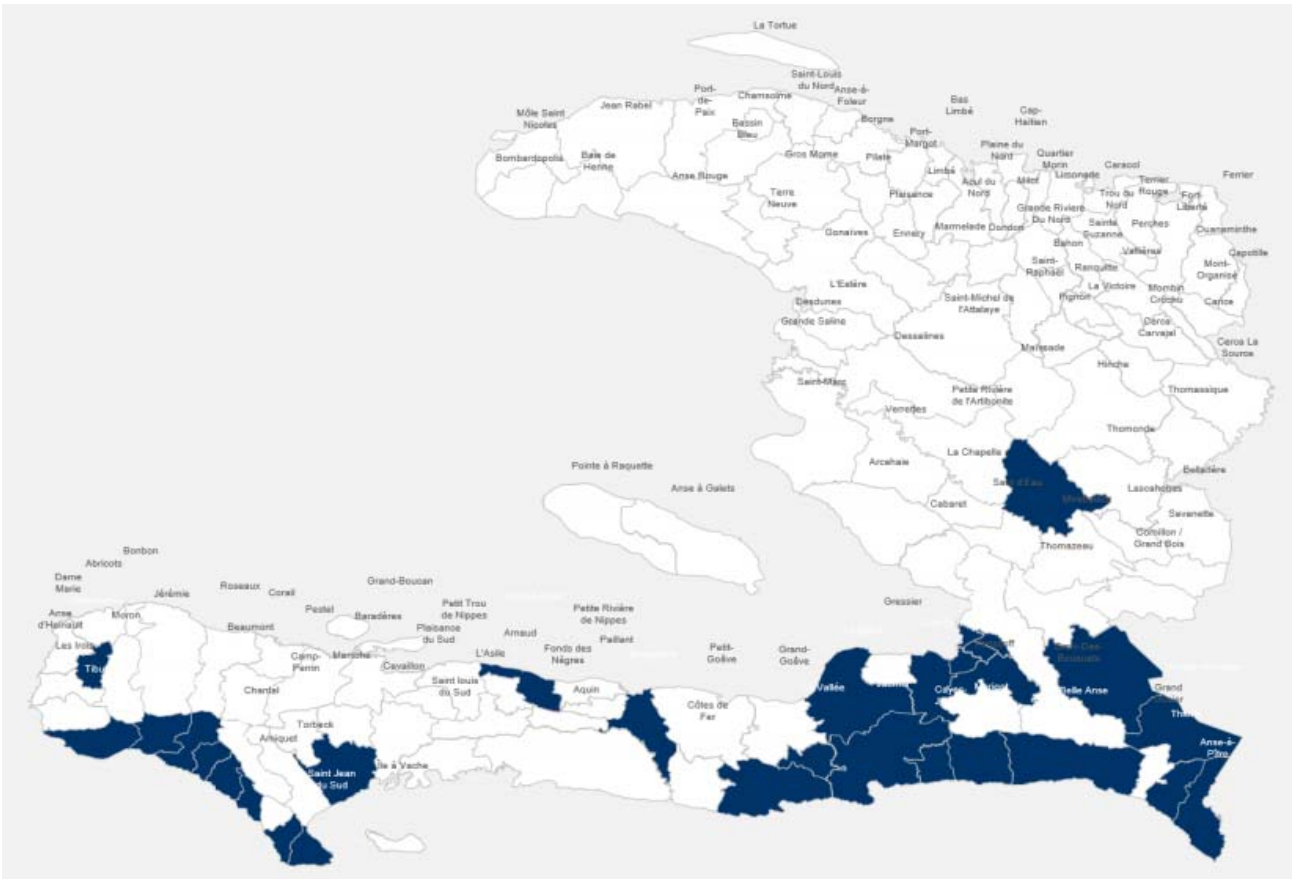 La Tortue
Saint-Louis
du Nord
Anse-à-
Foleur
Port-
de-
Paix
Chamsolme
Jean Rabel
Môle Saint
Nicolas
Bas
Limbé
Cap-
Haitien
Borgne
Bassin
Bleu
Port-
Margot
Plaine du
Nord
Quartier
Morin
Caracol
Bombardopolis
Baie de
Henne
Gros Morne
Pilate
Limbé
Acul du
Nord
Milot
Limonade
Trou du
Nord
Terrier
Rouge
Fort-
Liberté
Ferrier
Anse Rouge
Terre
Neuve
Plaisance
Grande Riviere
Du Nord
Sainte
Suzanne
Perches
Ouanaminthe
Gonaïves
Ennery
Marmelade
Dondon
Bahon
Vallières
Capotille
Saint-
Raphaël
Ranquitte
Mont-
Organisé
L'Estère
La Victoire
Mombin
Crochu
Carice
Desdunes
Saint-Michel de
l'Attalaye
Pignon
Grande Saline
Dessalines
Cerca
Carvajal
Maïssade
Cerca La
Source
Hinche
Saint-Marc
Petite Rivière
de l'Artibonite
Thomassique
Verrettes
Thomonde
La Chapelle
Arcahaie
Belladère
Pointe à Raquette
Anse à Galets
Saut d'Eau
Lascahobas
Cabaret
Savanette
Cornillon /
Grand Bois
Thomazeau
Bonbon
Abricots
Dame
Marie
Jérémie
Roseaux
Corail
Grand-Boucan
Gressier
Anse
d'Hainaut
Moron
Pestel
Baradères
Petit Trou
de Nippes
Petite Rivière
de Nippes
Beaumont
Plaisance
du Sud
Arnaud
Paillant
Les Irois
Camp-
Perrin
Maniche
Cavaillon
L'Asile
Fonds des
Nègres
Petit-
Goâve
Grand-
Goâve
Tibu
Chantal
Saint louis
du Sud
Aquin
Vallée
Belle Anse
Grand
Côtes de
Fer
Torbeck
Arniquet
Anse-à-
Pitre
Île à Vache
Saint Jean
du Sud